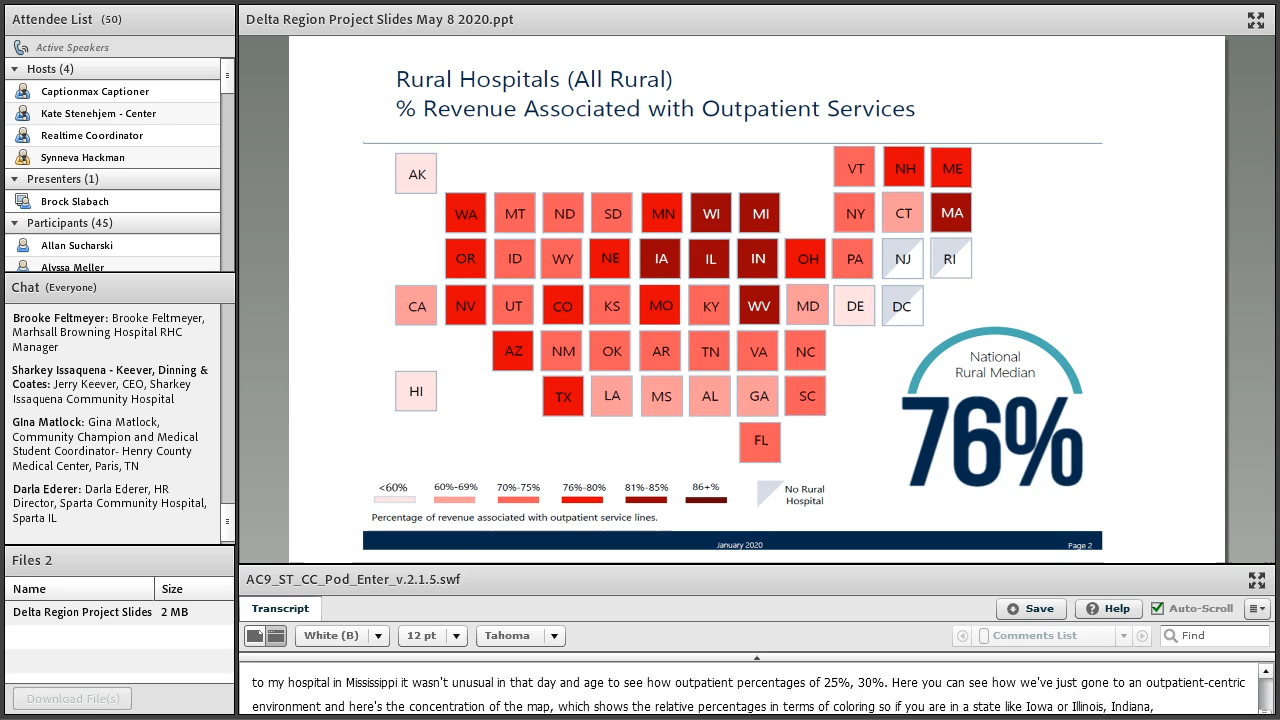 Attendee List (50)
Active Speakers
Hosts (4)
Captionmax Captioner
Kate Stenehjem - Center
Realtime Coordinator
Synneva Hackman
Presenters (1)
Brock Slabach
Participants (45)
Allan Sucharski
Alyssa Meller
Chat (Everyone)
Brooke Feltmeyer: Brooke Feltmeyer,
Marhsall Browning Hospital RHC
Manager
Sharkey Issaquena - Keever, Dinning &
Coates: Jerry Keever, CEO, Sharkey
Issaquena Community Hospital
Gina Matlock: Gina Matlock,
Community Champion and Medical
Student Coordinator- Henry County
Medical Center, Paris, TN
Darla Ederer: Darla Ederer, HR
Director, Sparta Community Hospital,
Sparta IL
Files 2
Name Size
Delta Region Project Slides 2 MB
Download File(s)
Delta Region Project Slides May 8 2020.ppt
Rural Hospitals (All Rural)
% Revenue Associated with Outpatient Services
AK VT NH ME
WA MT ND SD MN WI MI NY CT MA
OR ID WY NE IA IL IN OH PA NJ RI
CA NV UT CO KS MO KY WV MD DE DC
AZ NM OK AR TN VA NC
HI TX LA MS AL GA SC
FL
National
Rural Median
76%
<60% 60%-69% 70%-75% 76%-80% 81%-85% 86+% No Rural
Hospital
Percentage of revenue associated with outpatient service lines.
January 2020 Page 2
AC9_ST_CC_Pod_Enter_v.2.1.5.swf
Transcript Save Help Auto-Scroll
White (B) 12 pt Tahoma Comments List Find
to my hospital in Mississippi it wasn't unusual in that day and age to see how outpatient percentages of 25%, 30%. Here you can see how we've just gone to an outpatient-centric
environment and here's the concentration of the map, which shows the relative percentages in terms of coloring so if you are in a state like Iowa or Illinois, Indiana,